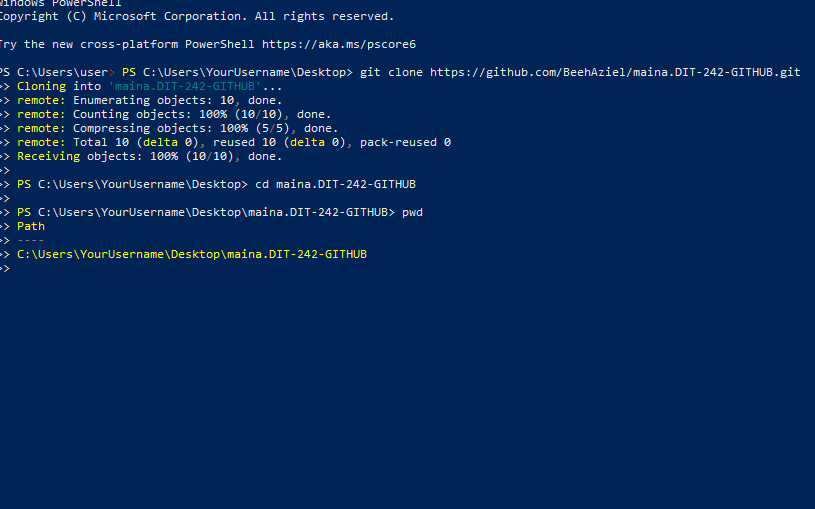 Windows PowerShell
Copyright (C) Microsoft Corporation. All rights reserved.
Try the new cross-platform PowerShell https://aka.ms/pscore6
PS C:\Users\user> PS C:\Users\YourUsername\Desktop> git clone https://github.com/BeehAziel/maina.DIT-242-GITHUB.git
>> Cloning into 'maina.DIT-242-GITHUB'...
>> remote: Enumerating objects: 10, done.
>> remote: Counting objects: 100% (10/10), done.
>> remote: Compressing objects: 100% (5/5), done.
>> remote: Total 10 (delta 0), reused 10 (delta 0), pack-reused 0
>> Receiving objects: 100% (10/10), done.
>>
>> PS C:\Users\YourUsername\Desktop> cd maina.DIT-242-GITHUB
>>
>> PS C:\Users\YourUsername\Desktop\maina.DIT-242-GITHUB> pwd
>> Path
>> ----
>> C:\Users\YourUsername\Desktop\maina.DIT-242-GITHUB
>>